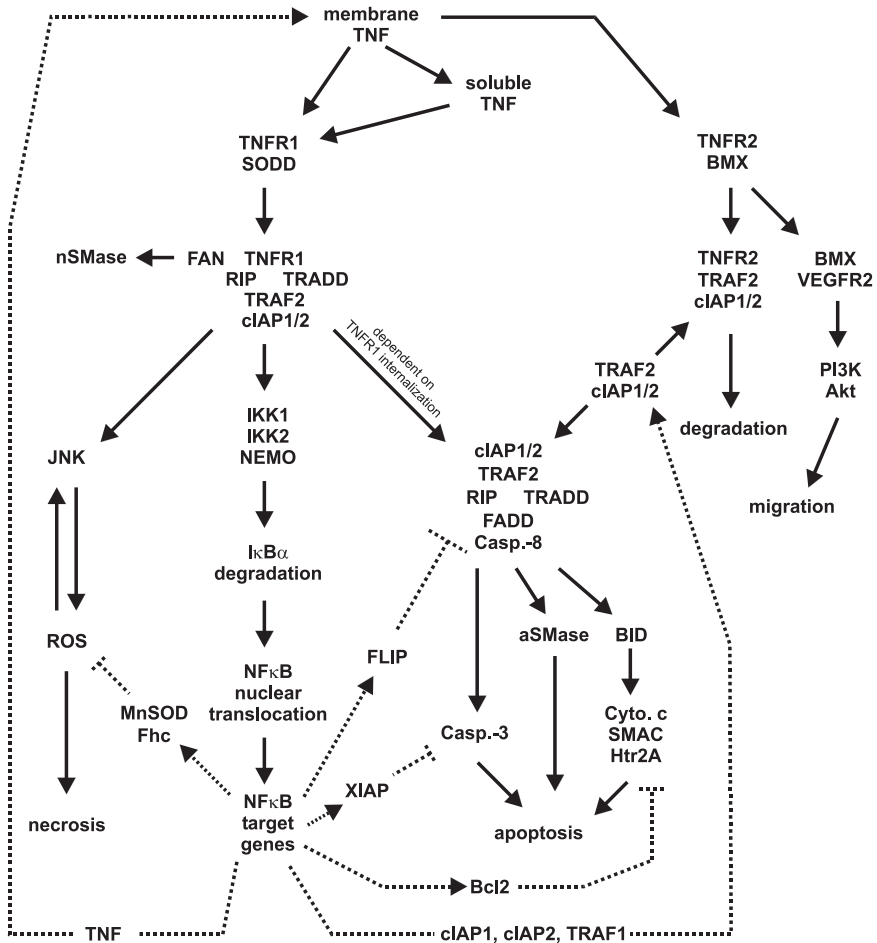 membrane
TNF
soluble
TNF
TNFR1
SODD
TNFR2
BMX
nSMase
FAN TNFR1
RIP TRADD
TRAF2
cIAP1/2
TNFR2
TRAF2
cIAP1/2
BMX
VEGFR2
dependent on
TNFR1 internalization
TRAF2
cIAP1/2
PI3K
Akt
degradation
migration
JNK
IKK1
IKK2
NEMO
cIAP1/2
TRAF2
RIP TRADD
FADD
Casp.-8
IκBα
degradation
ROS
FLIP
aSMase
BID
NFκB
nuclear
translocation
MnSOD
Fhc
Casp.-3
Cyto. c
SMAC
Htr2A
XIAP
necrosis
NFκB
target
genes
apoptosis
Bcl2
TNF
cIAP1, cIAP2, TRAF1